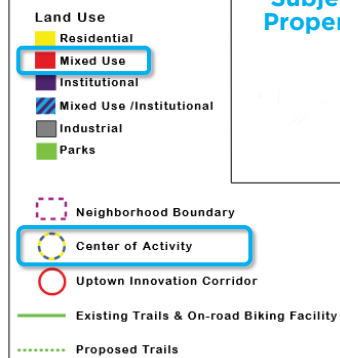 Land Use
Residential
Mixed Use
Institutional
Mixed Use /Institutional
Industrial
Parks
Neighborhood Boundary
Center of Activity
Uptown Innovation Corridor
Existing Trails & On-road Biking Facility
Proposed Trails